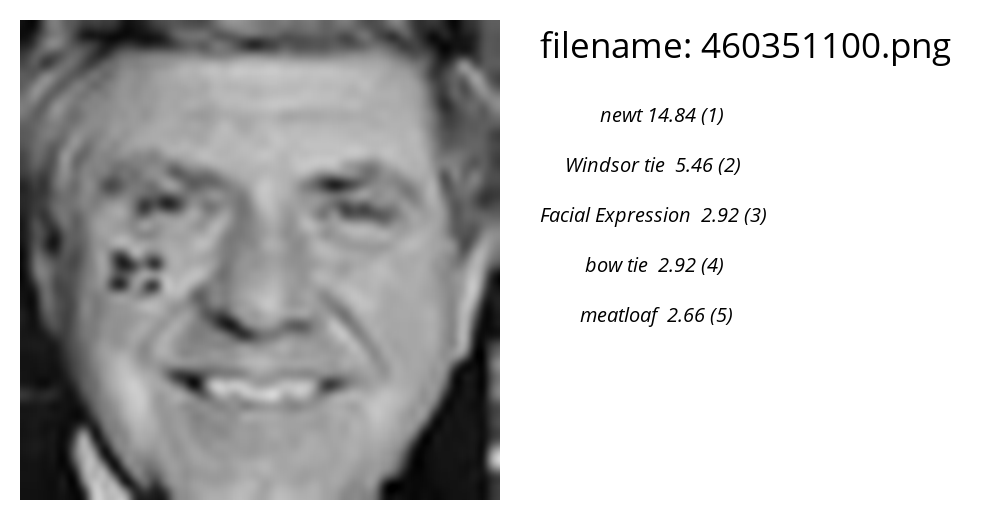 filename: 460351100.png
newt 14.84 (1)
Windsor tie 5.46 (2)
Facial Expression 2.92 (3)
bow tie 2.92 (4)
meatloaf 2.66 (5)